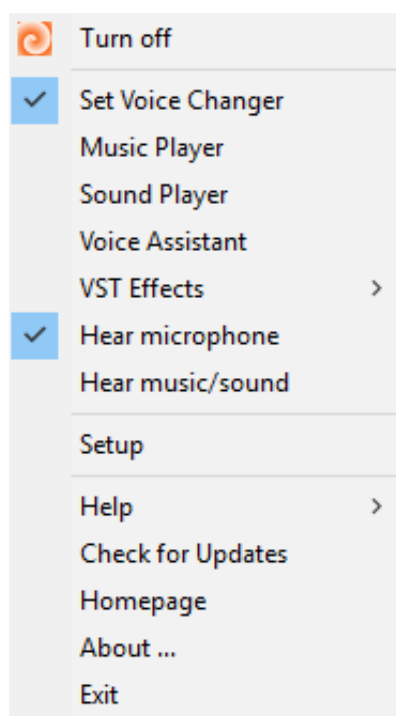 Turn off
Set Voice Changer
Music Player
Sound Player
Voice Assistant
VST Effects
Hear microphone
Hear music/sound
Setup
Help
Check for Updates
Homepage
About ...
Exit